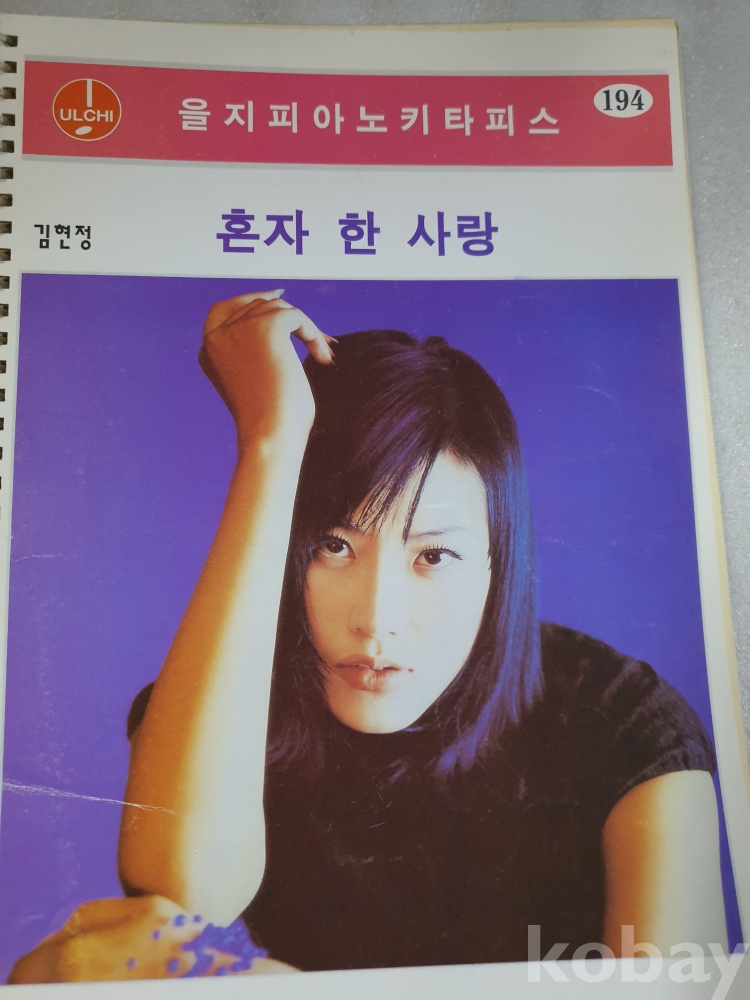 ULCHI
을지피아노키타피스
194
김현정
혼자 한 사랑
kobay